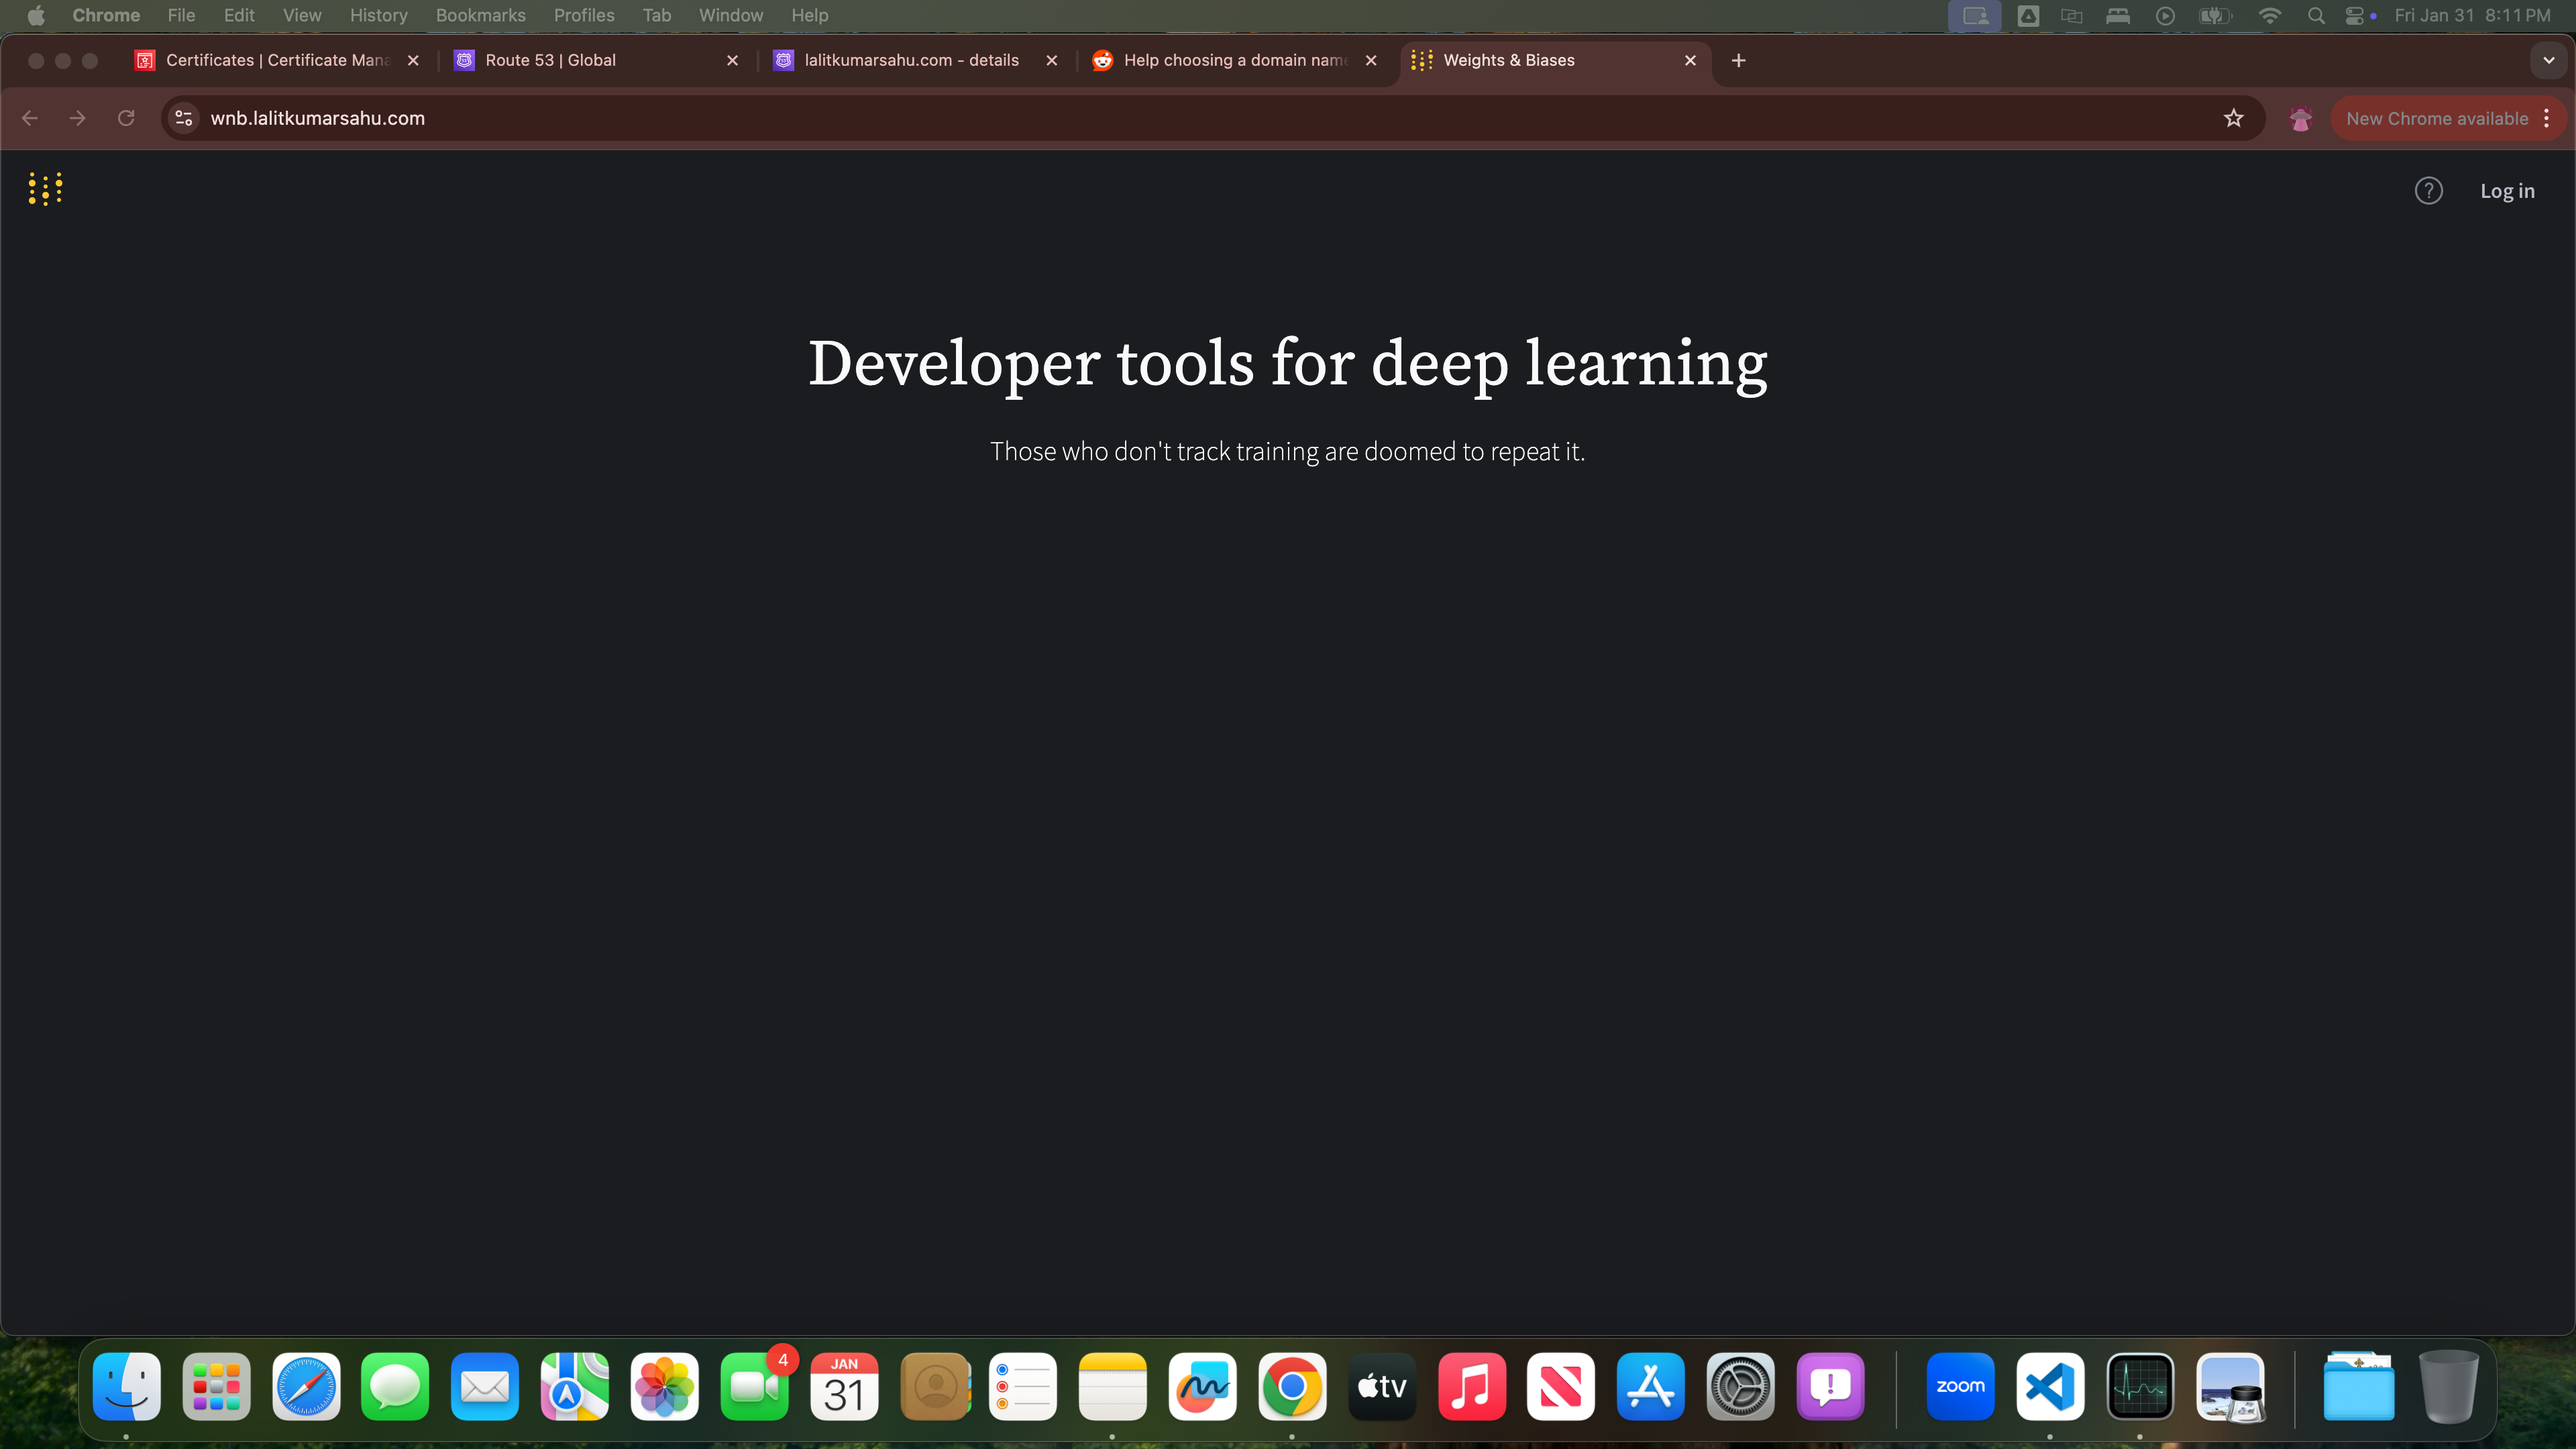 Chrome File Edit View History Bookmarks Profiles Tab Window Help Fri Jan 31 8:11 PM
Certificates | Certificate Mana Route 53 | Global lalitkumarsahu.com - details Help choosing a domain name Weights & Biases
wnb.lalitkumarsahu.com New Chrome available
Log in
Developer tools for deep learning
Those who don't track training are doomed to repeat it.
4
JAN
31
tv
zoom